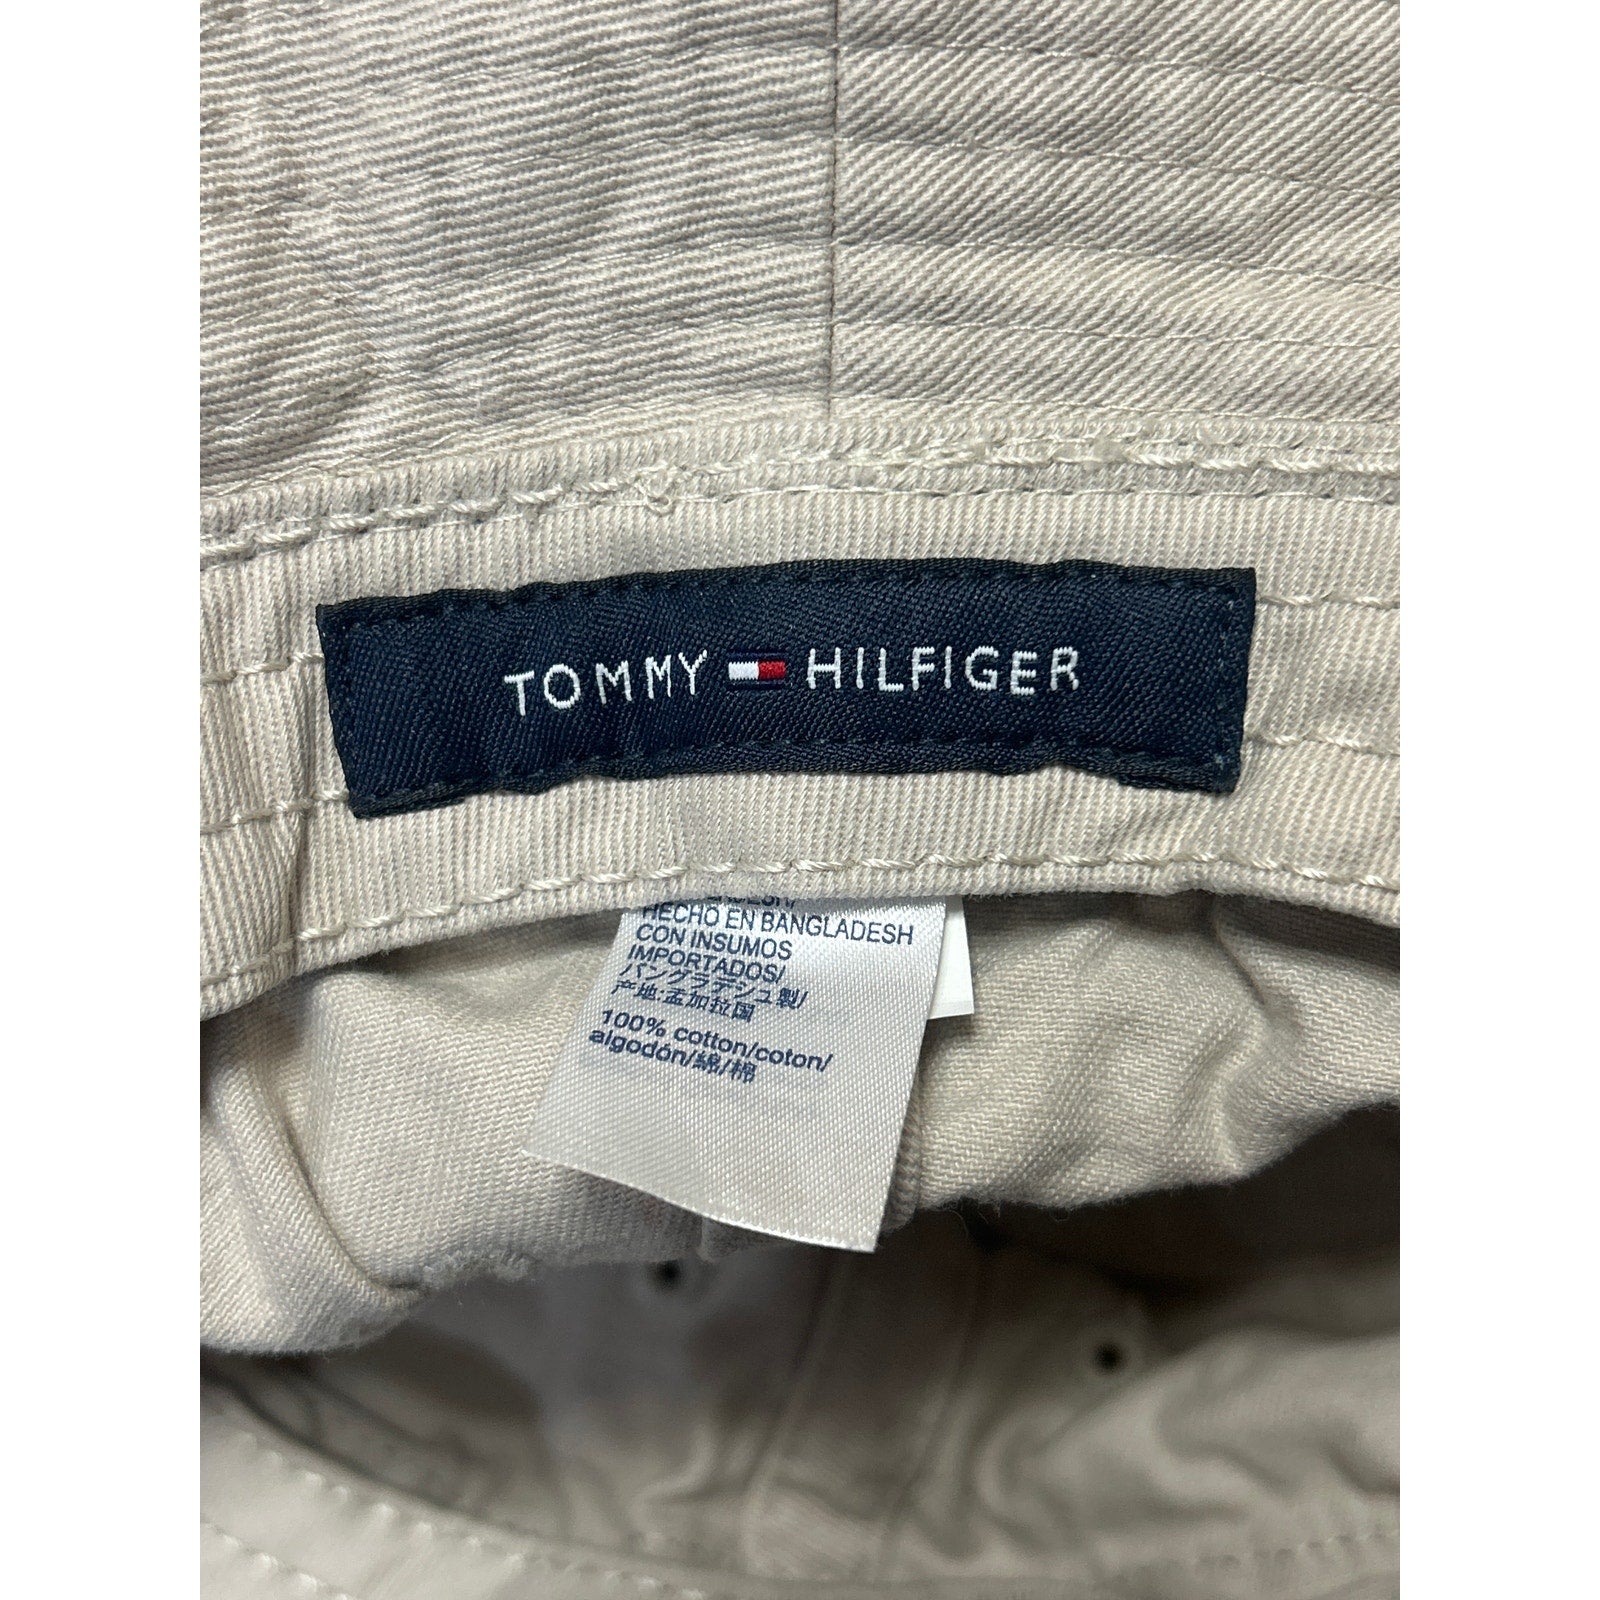 TOMMY HILFIGER
HECHO EN BANGLADESH
CON INSUMOS
IMPORTADOS/
バングラデシュ製/
产地:孟加拉国
100% cotton/coton/
algodón/綿/棉